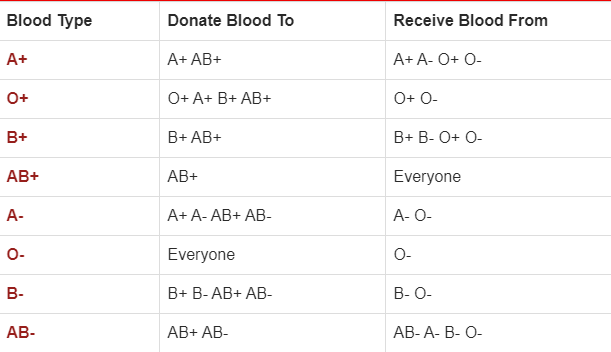 Blood Type Donate Blood To Receive Blood From
A+ A+ AB+ A+ A- O+ O-
O+ O+ A+ B+ AB+ O+ O-
B+ B+ AB+ B+ B- O+ O-
AB+ AB+ Everyone
A- A+ A- AB+ AB- A- O-
O- Everyone O-
B- B+ B- AB+ AB- B- O-
AB- AB+ AB- AB- A- B- O-